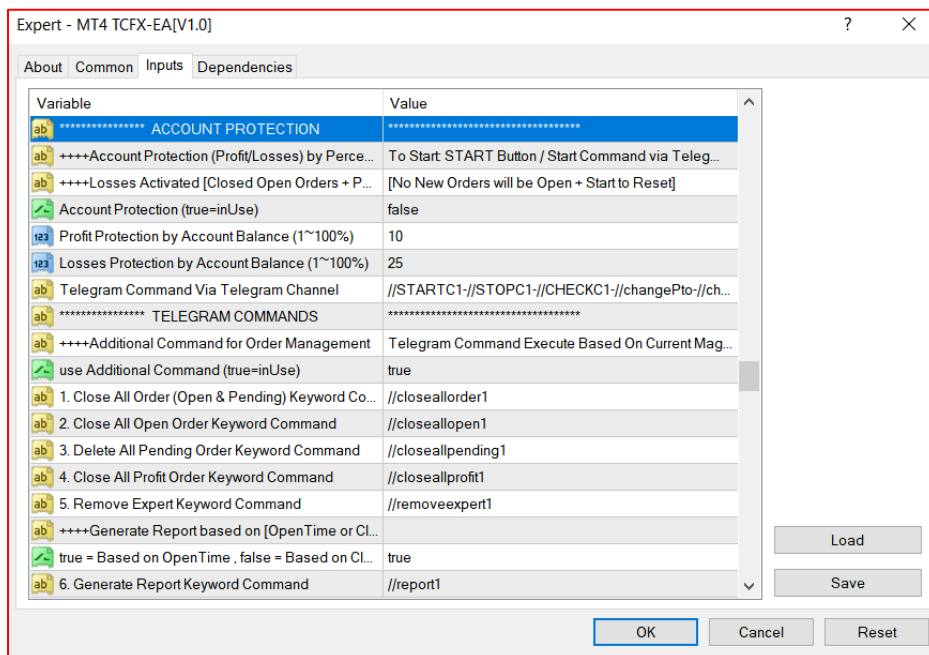 Expert - MT4 TCFX-EA[V1.0] ? ×
About Common Inputs Dependencies
Variable Value
**************** ACCOUNT PROTECTION ************************************
++++Account Protection (Profit/Losses) by Perce... To Start: START Button / Start Command via Teleg...
++++Losses Activated [Closed Open Orders + P... [No New Orders will be Open + Start to Reset]
Account Protection (true=inUse) false
Profit Protection by Account Balance (1~100%) 10
Losses Protection by Account Balance (1~100%) 25
Telegram Command Via Telegram Channel //STARTC1-//STOPC1-//CHECKC1-//changePto-//ch...
**************** TELEGRAM COMMANDS ************************************
++++Additional Command for Order Management Telegram Command Execute Based On Current Mag...
use Additional Command (true=inUse) true
1. Close All Order (Open & Pending) Keyword Co... //closeallorder1
2. Close All Open Order Keyword Command //closeallopen1
3. Delete All Pending Order Keyword Command //closeallpending1
4. Close All Profit Order Keyword Command //closeallprofit1
5. Remove Expert Keyword Command //removeexpert1
++++Generate Report based on [OpenTime or Cl...
true = Based on OpenTime , false = Based on Cl... true
6. Generate Report Keyword Command //report1
Load
Save
OK Cancel Reset